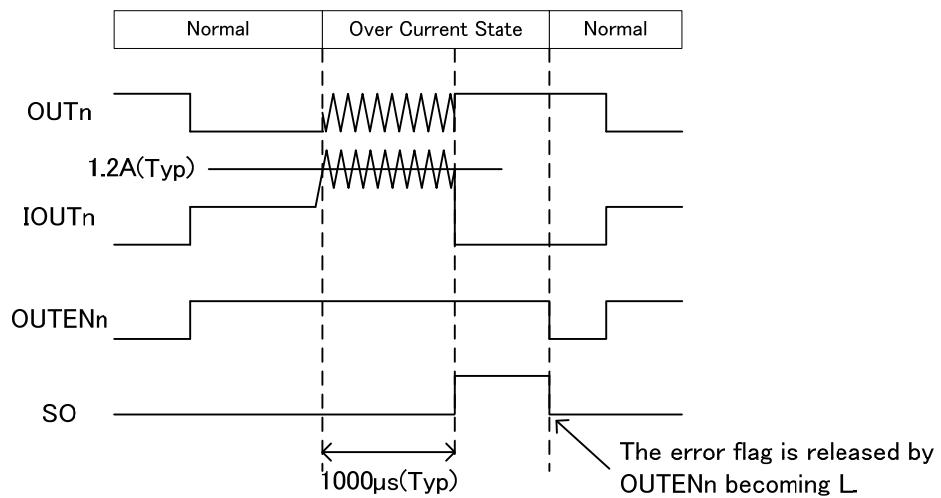 Normal
Over Current State
Normal
OUTn
1.2A(Typ)
IOUTn
OUTENn
SO
1000μs(Typ)
The error flag is released by
OUTENn becoming L.